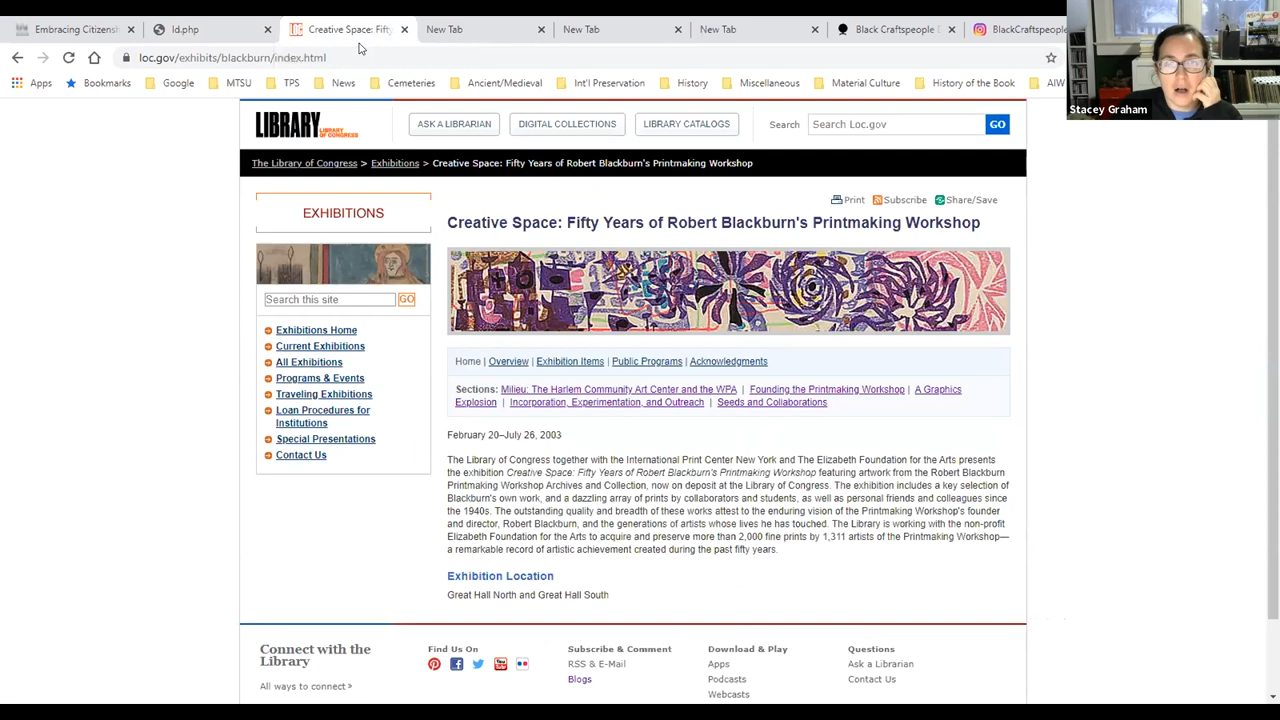 Embracing Citizensh
ld.php
Creative Space: Fifty
New Tab
New Tab
New Tab
Black Craftspeople D
BlackCraftspeople
loc.gov/exhibits/blackburn/index.html
Apps
Bookmarks
Google
MTSU
TPS
News
Cemeteries
Ancient/Medieval
Int'l Preservation
History
Miscellaneous
Material Culture
History of the Book
AIW
Stacey Graham
LIBRARY LIBRARY OF CONGRESS
ASK A LIBRARIAN
DIGITAL COLLECTIONS
LIBRARY CATALOGS
Search
Search Loc.gov
GO
The Library of Congress > Exhibitions > Creative Space: Fifty Years of Robert Blackburn's Printmaking Workshop
EXHIBITIONS
Search this site
GO
Exhibitions Home
Current Exhibitions
All Exhibitions
Programs & Events
Traveling Exhibitions
Loan Procedures for
Institutions
Special Presentations
Contact Us
Print
Subscribe
Share/Save
Creative Space: Fifty Years of Robert Blackburn's Printmaking Workshop
Home | Overview | Exhibition Items | Public Programs | Acknowledgments
Sections: Milieu: The Harlem Community Art Center and the WPA | Founding the Printmaking Workshop | A Graphics
Explosion | Incorporation, Experimentation, and Outreach | Seeds and Collaborations
February 20–July 26, 2003
The Library of Congress together with the International Print Center New York and The Elizabeth Foundation for the Arts presents
the exhibition Creative Space: Fifty Years of Robert Blackburn's Printmaking Workshop featuring artwork from the Robert Blackburn
Printmaking Workshop Archives and Collection, now on deposit at the Library of Congress. The exhibition includes a key selection of
Blackburn's own work, and a dazzling array of prints by collaborators and students, as well as personal friends and colleagues since
the 1940s. The outstanding quality and breadth of these works attest to the enduring vision of the Printmaking Workshop's founder
and director, Robert Blackburn, and the generations of artists whose lives he has touched. The Library is working with the non-profit
Elizabeth Foundation for the Arts to acquire and preserve more than 2,000 fine prints by 1,311 artists of the Printmaking Workshop—
a remarkable record of artistic achievement created during the past fifty years.
Exhibition Location
Great Hall North and Great Hall South
Connect with the
Library
All ways to connect »
Find Us On
Subscribe & Comment
RSS & E-Mail
Blogs
Download & Play
Apps
Podcasts
Webcasts
Questions
Ask a Librarian
Contact Us